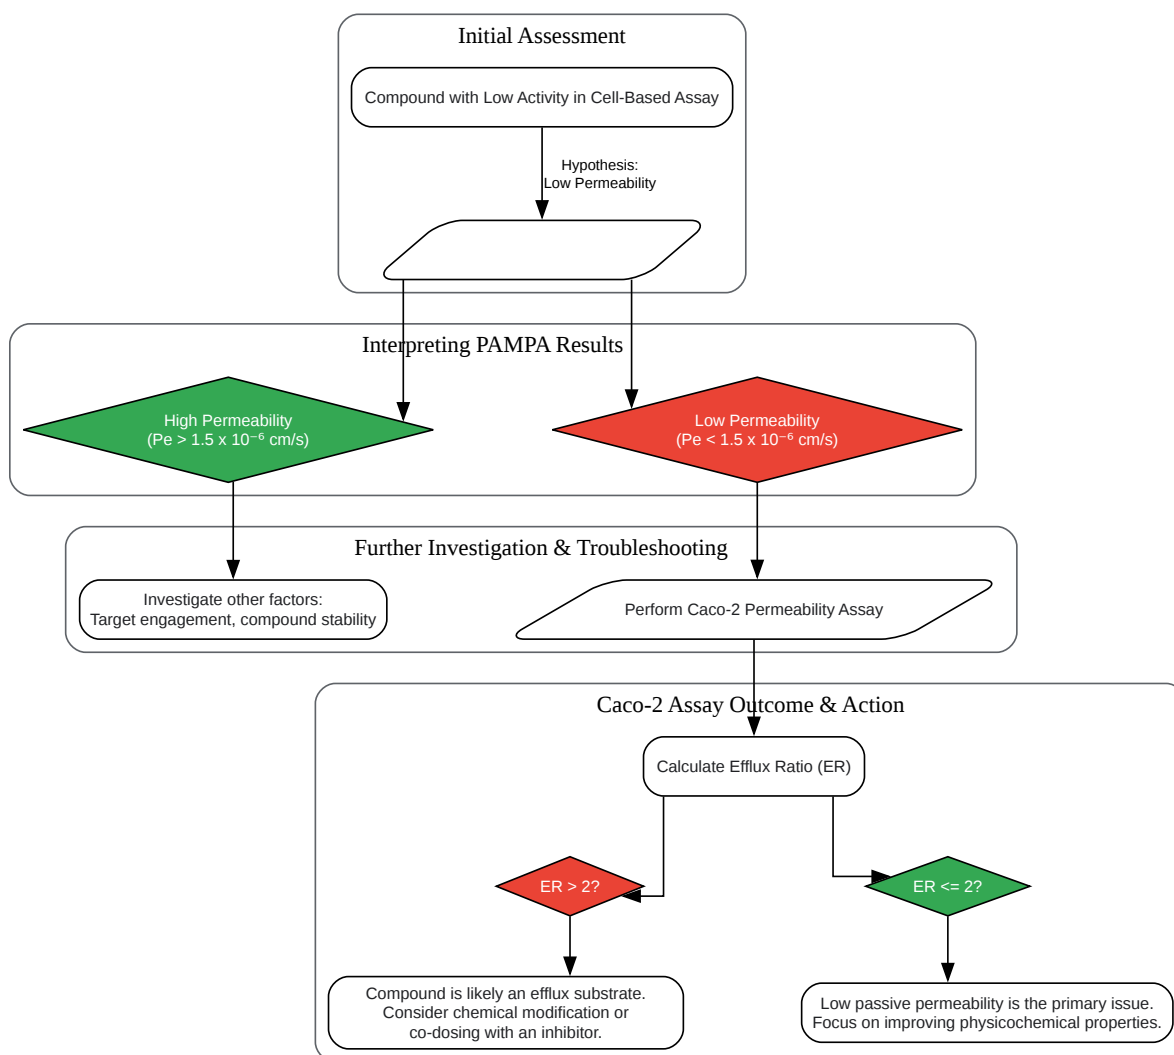 Initial Assessment
Compound with Low Activity in Cell-Based Assay
Hypothesis:
Low Permeability
Interpreting PAMPA Results
High Permeability
(Pe > 1.5 x 10⁻⁶ cm/s)
Low Permeability
(Pe < 1.5 x 10⁻⁶ cm/s)
Further Investigation & Troubleshooting
Investigate other factors:
Target engagement, compound stability
Perform Caco-2 Permeability Assay
Caco-2 Assay Outcome & Action
Calculate Efflux Ratio (ER)
ER > 2?
ER <= 2?
Compound is likely an efflux substrate.
Consider chemical modification or
co-dosing with an inhibitor.
Low passive permeability is the primary issue.
Focus on improving physicochemical properties.